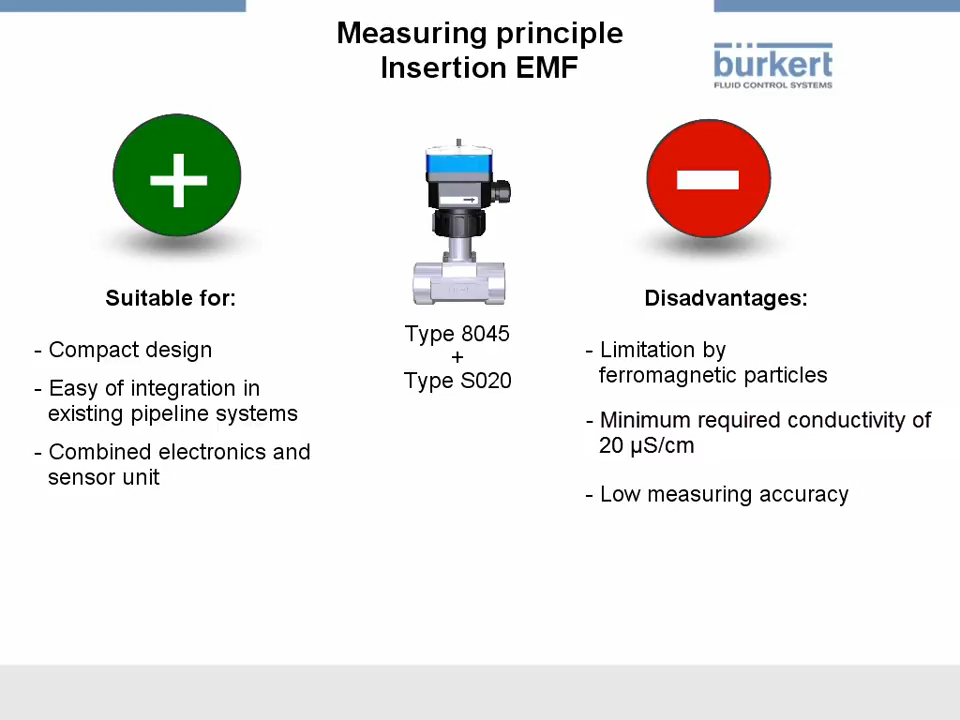 Measuring principle
Insertion EMF
bürkert
FLUID CONTROL SYSTEMS
Suitable for:
- Compact design
- Easy of integration in
existing pipeline systems
- Combined electronics and
sensor unit
Type 8045
+
Type S020
Disadvantages:
- Limitation by
ferromagnetic particles
- Minimum required conductivity of
20 µS/cm
- Low measuring accuracy